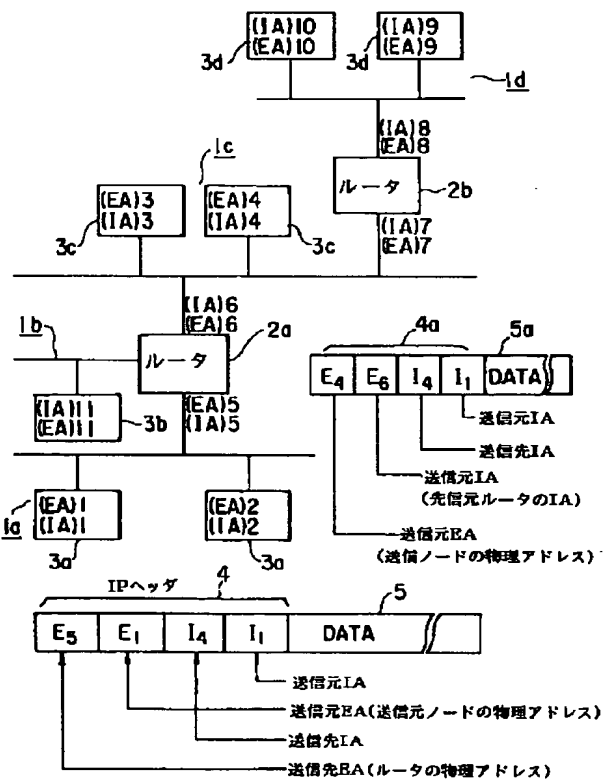 (IA)10
(EA)10
3d
(IA)9
(EA)9
3d
1d
(IA)8
(EA)8
ルータ
2b
(IA)7
(EA)7
1c
(EA)3
(IA)3
3c
(EA)4
(IA)4
3c
(IA)6
(EA)6
2a
1b
ルータ
(IA)11
(EA)11
3b
(EA)5
(IA)5
1a
(EA)1
(IA)1
3a
(EA)2
(IA)2
3a
4a
5a
E4 E6 I4 I1 DATA
送信元IA
送信先IA
送信元IA
(先信元ルータのIA)
送信元EA
(送信ノードの物理アドレス)
IPヘッダ 4
5
E5 E1 I4 I1 DATA
送信元IA
送信元EA(送信元ノードの物理アドレス)
送信先IA
送信先EA(ルータの物理アドレス)